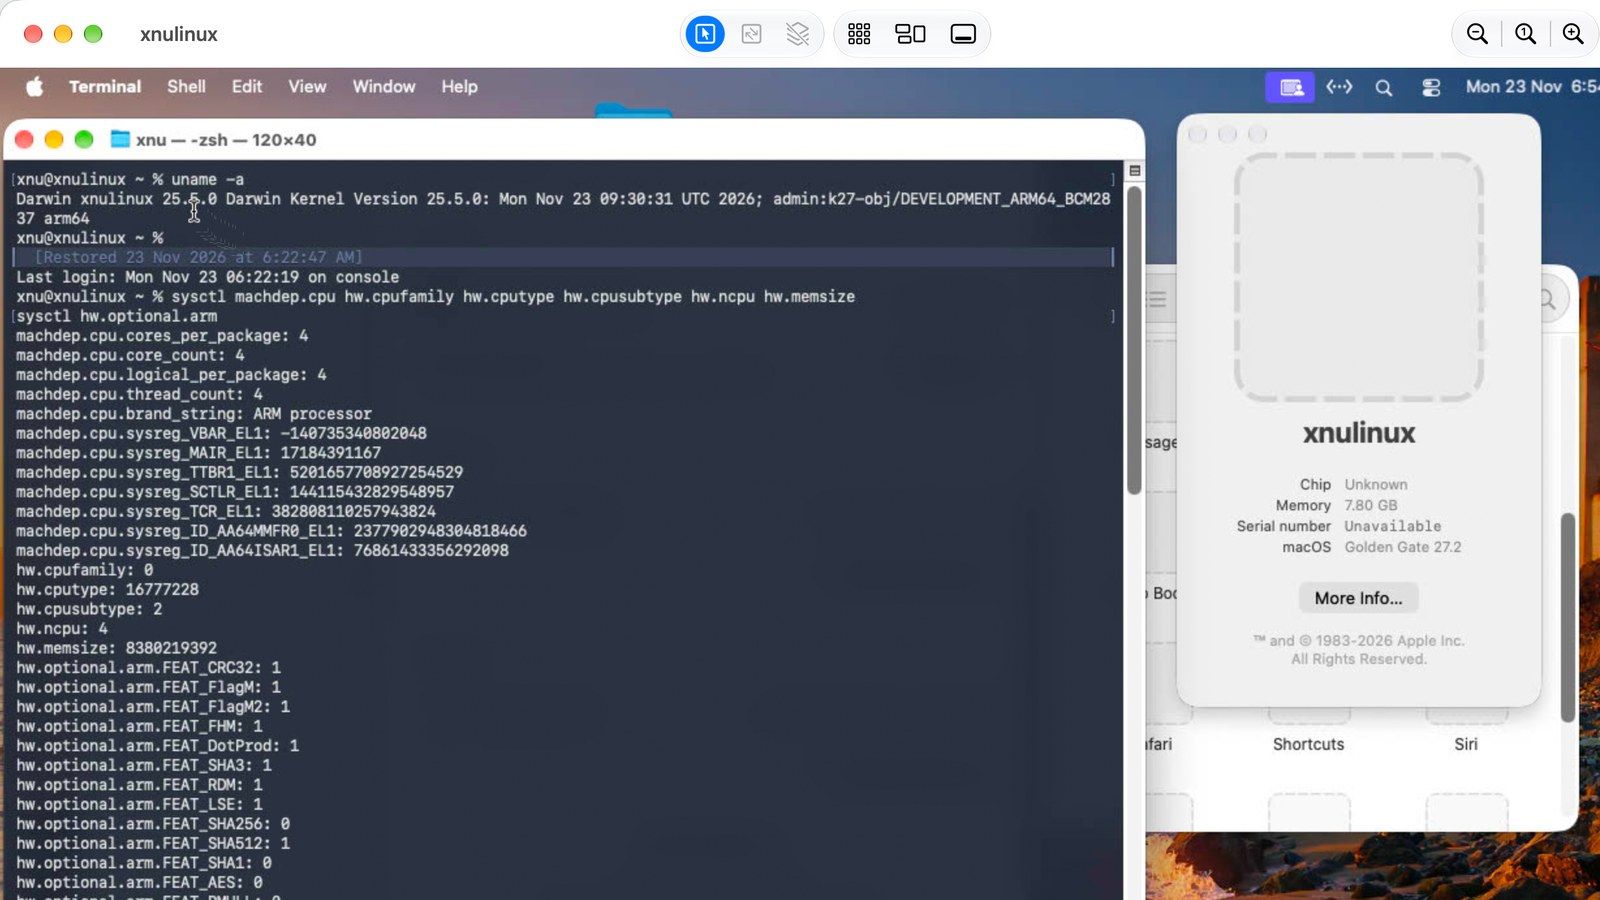 xnulinux
Terminal Shell Edit View Window Help
Mon 23 Nov
xnu — -zsh — 120×40
xnu@xnulinux ~ % uname -a
Darwin xnulinux 25.5.0 Darwin Kernel Version 25.5.0: Mon Nov 23 09:30:31 UTC 2026; admin:k27-obj/DEVELOPMENT_ARM64_BCM28
37 arm64
xnu@xnulinux ~ %
[Restored 23 Nov 2026 at 6:22:47 AM]
Last login: Mon Nov 23 06:22:19 on console
xnu@xnulinux ~ % sysctl machdep.cpu hw.cpufamily hw.cputype hw.cpusubtype hw.ncpu hw.memsize
sysctl hw.optional.arm
machdep.cpu.cores_per_package: 4
machdep.cpu.core_count: 4
machdep.cpu.logical_per_package: 4
machdep.cpu.thread_count: 4
machdep.cpu.brand_string: ARM processor
machdep.cpu.sysreg_VBAR_EL1: -140735340802048
machdep.cpu.sysreg_MAIR_EL1: 17184391167
machdep.cpu.sysreg_TTBR1_EL1: 5201657708927254529
machdep.cpu.sysreg_SCTLR_EL1: 144115432829548957
machdep.cpu.sysreg_TCR_EL1: 382808110257943824
machdep.cpu.sysreg_ID_AA64MMFR0_EL1: 2377902948304818466
machdep.cpu.sysreg_ID_AA64ISAR1_EL1: 76861433356292098
hw.cpufamily: 0
hw.cputype: 16777228
hw.cpusubtype: 2
hw.ncpu: 4
hw.memsize: 8380219392
hw.optional.arm.FEAT_CRC32: 1
hw.optional.arm.FEAT_FlagM: 1
hw.optional.arm.FEAT_FlagM2: 1
hw.optional.arm.FEAT_FHM: 1
hw.optional.arm.FEAT_DotProd: 1
hw.optional.arm.FEAT_SHA3: 1
hw.optional.arm.FEAT_RDM: 1
hw.optional.arm.FEAT_LSE: 1
hw.optional.arm.FEAT_SHA256: 0
hw.optional.arm.FEAT_SHA512: 1
hw.optional.arm.FEAT_SHA1: 0
hw.optional.arm.FEAT_AES: 0
xnulinux
Chip Unknown
Memory 7.80 GB
Serial number Unavailable
macOS Golden Gate 27.2
More Info...
™ and © 1983-2026 Apple Inc.
All Rights Reserved.
Shortcuts
Siri